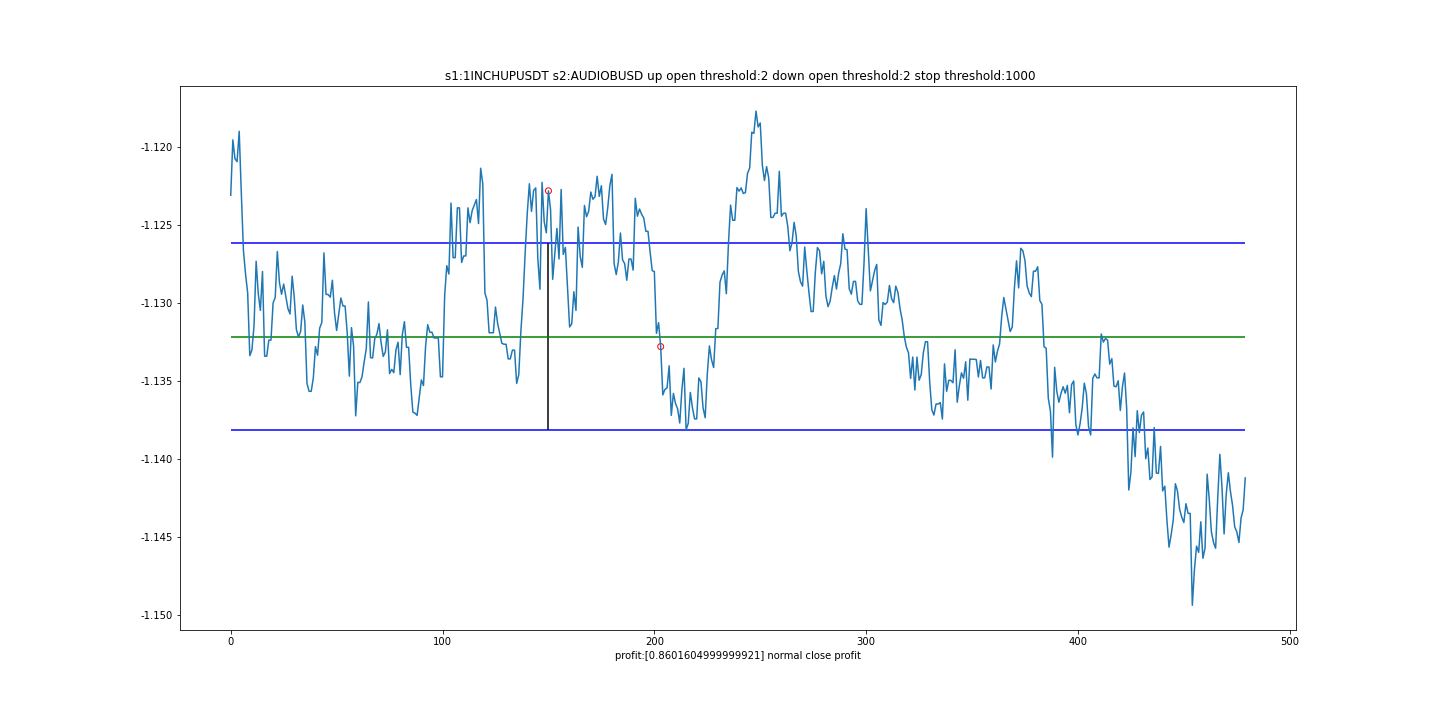 s1:1INCHUPUSDT s2:AUDIOBUSD up open threshold:2 down open threshold:2 stop threshold:1000
-1.120
-1.125
-1.130
-1.135
-1.140
-1.145
-1.150
0 100 200 300 400 500
profit:[0.8601604999999921] normal close profit